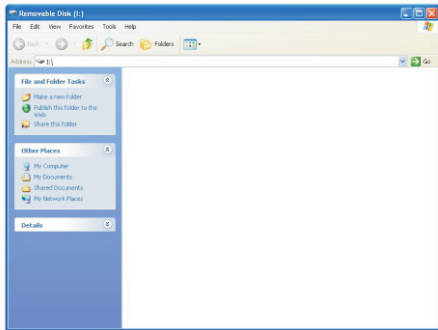 Removable Disk (I:)
File Edit View Favorites Tools Help
Back Search Folders
Address I:\ Go
File and Folder Tasks
Make a new folder
Publish this folder to the
Web
Share this folder
Other Places
My Computer
My Documents
Shared Documents
My Network Places
Details